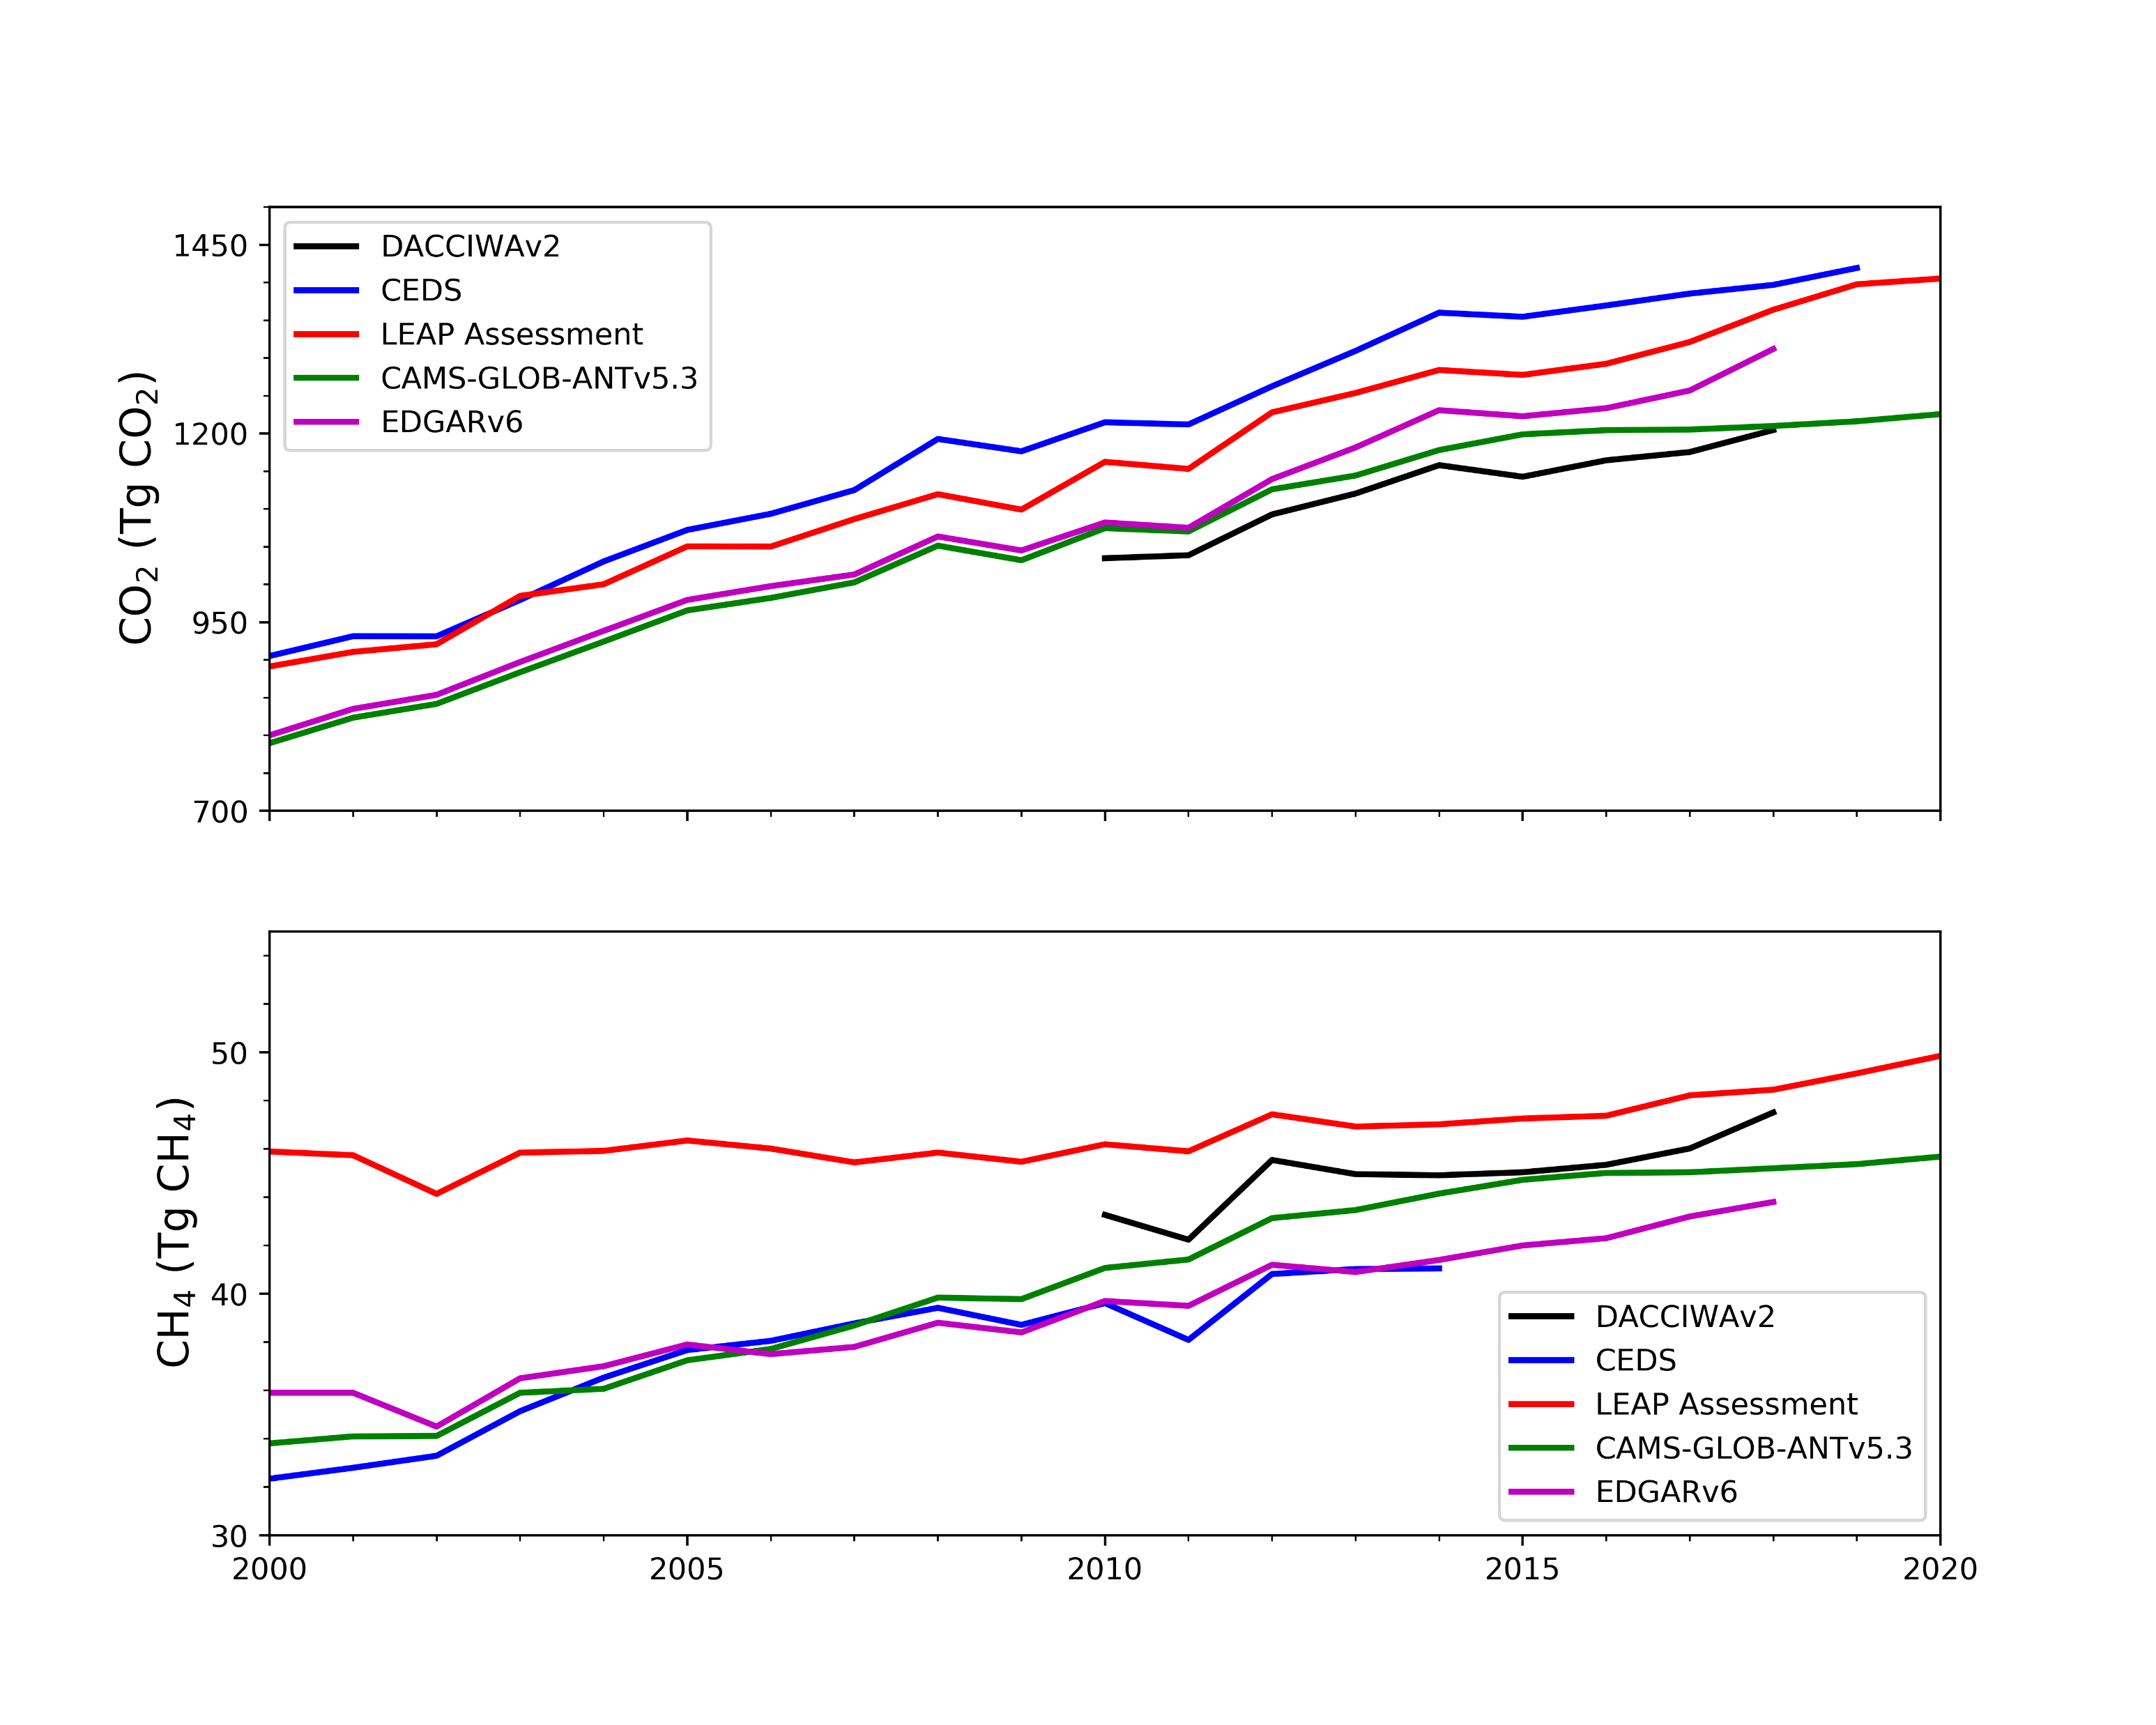 CO₂ (Tg CO₂)
1450
1200
950
700
DACCIWAv2
CEDS
LEAP Assessment
CAMS-GLOB-ANTv5.3
EDGARv6
CH₄ (Tg CH₄)
50
40
30
DACCIWAv2
CEDS
LEAP Assessment
CAMS-GLOB-ANTv5.3
EDGARv6
2000 2005 2010 2015 2020